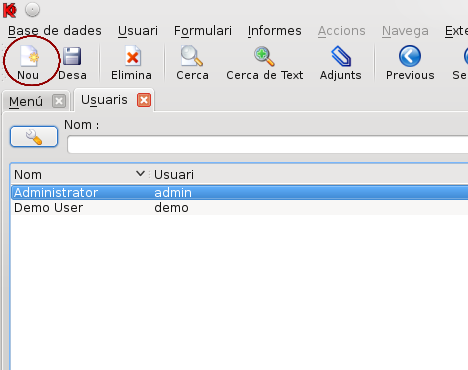 Base de dades Usuari Formulari Informes Accions Navega Exte
Nou Desa Elimina Cerca Cerca de Text Adjunts Previous Se
Menú Usuaris
Nom :
Nom Usuari
Administrator admin
Demo User demo